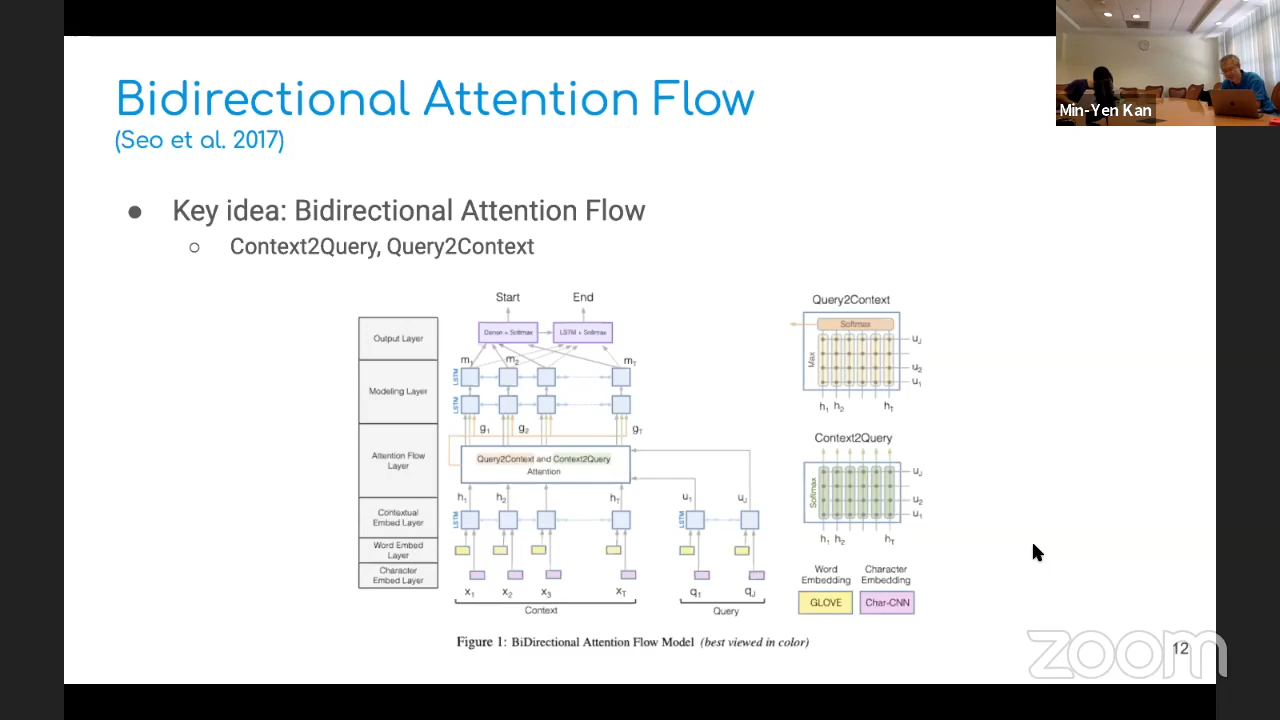 Bidirectional Attention Flow
(Seo et al. 2017)
Min-Yen Kan
● Key idea: Bidirectional Attention Flow
○ Context2Query, Query2Context
Start End
Query2Context
Output Layer
Dense + Softmax LSTM + Softmax
Softmax
Max
uJ
u2
u1
m1 m2 mT
Modeling Layer
LSTM
LSTM
h1 h2 hT
g1 g2 gT
Context2Query
Attention Flow
Layer
Query2Context and Context2Query
Attention
Softmax
uJ
u2
u1
h1 h2 hT
u1 uJ
Contextual
Embed Layer
LSTM
LSTM
h1 h2 hT
Word Embed
Layer
Character
Embed Layer
Word
Embedding
Character
Embedding
x1 x2 x3 xT
q1 qJ
GLOVE
Char-CNN
Context
Query
Figure 1: BiDirectional Attention Flow Model (best viewed in color)
zoom
12